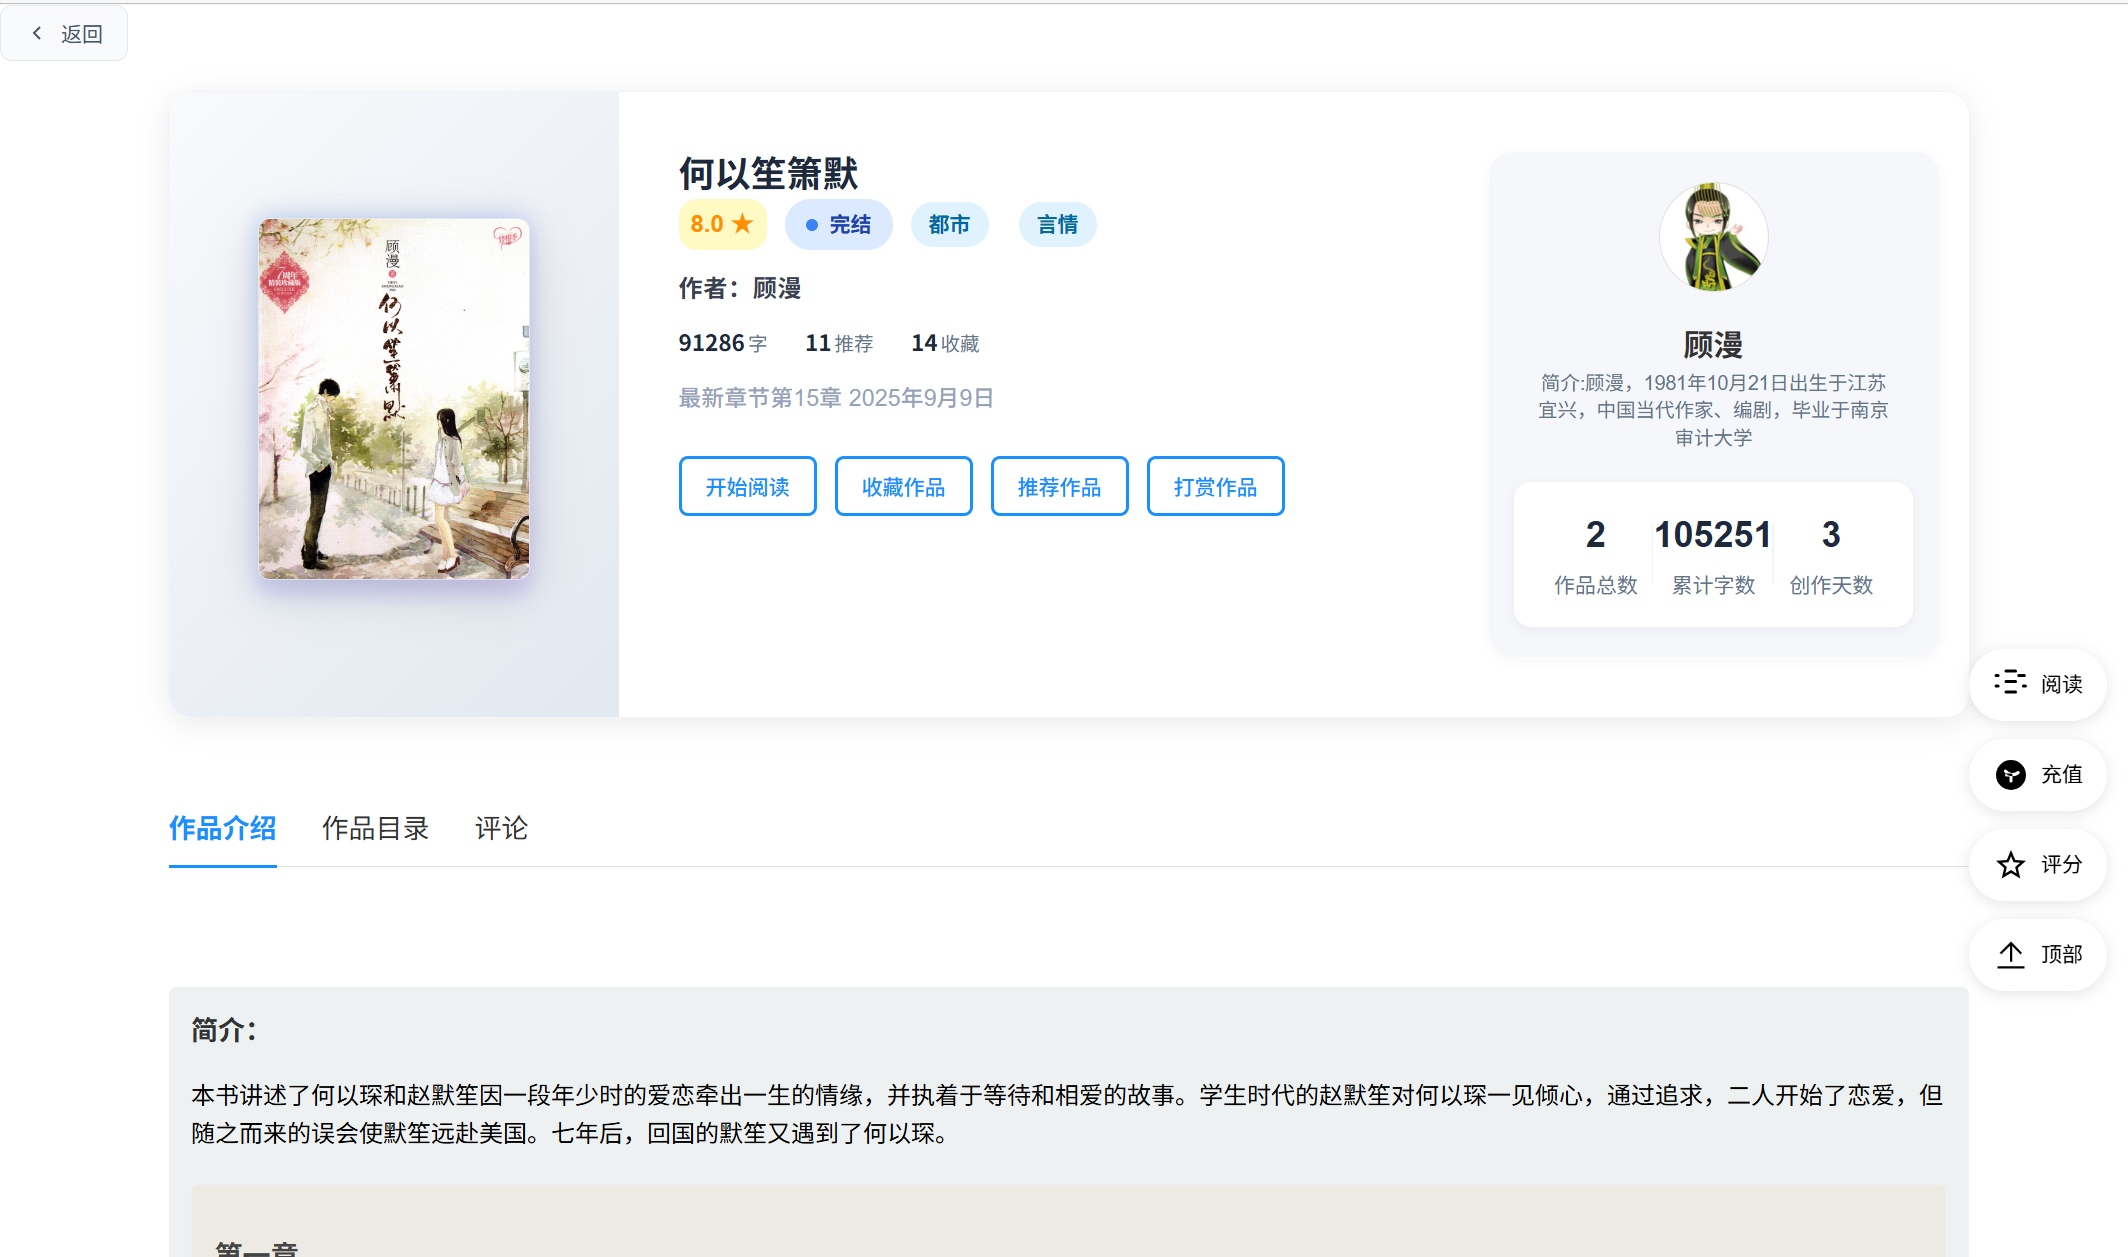 返回
顾漫
著
何以笙箫默
7周年
精装珍藏版
何以笙箫默
8.0 ★
完结
都市
言情
作者：顾漫
91286 字 11 推荐 14 收藏
最新章节第15章 2025年9月9日
开始阅读
收藏作品
推荐作品
打赏作品
顾漫
简介:顾漫，1981年10月21日出生于江苏
宜兴，中国当代作家、编剧，毕业于南京
审计大学
2 105251 3
作品总数 累计字数 创作天数
阅读
充值
评分
顶部
作品介绍 作品目录 评论
简介：
本书讲述了何以琛和赵默笙因一段年少时的爱恋牵出一生的情缘，并执着于等待和相爱的故事。学生时代的赵默笙对何以琛一见倾心，通过追求，二人开始了恋爱，但
随之而来的误会使默笙远赴美国。七年后，回国的默笙又遇到了何以琛。
第一章